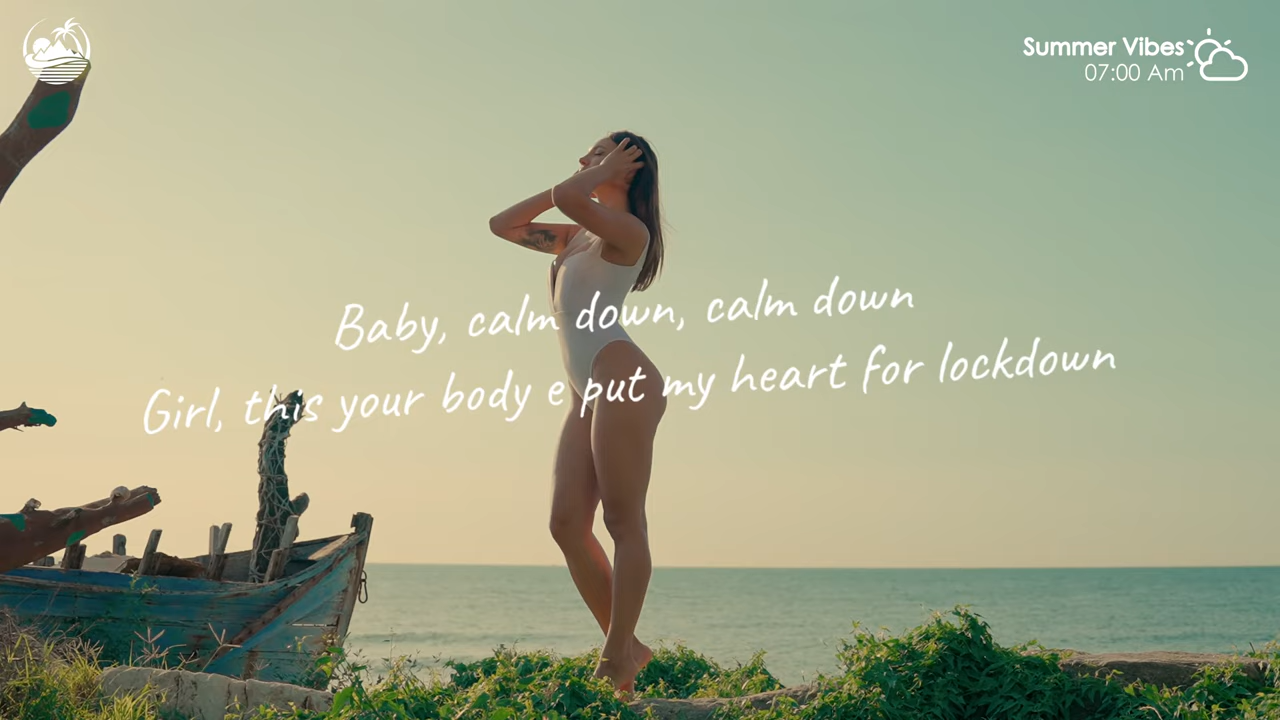 Summer Vibes
07:00 Am
Baby, calm down, calm down
Girl, this your body e put my heart for lockdown